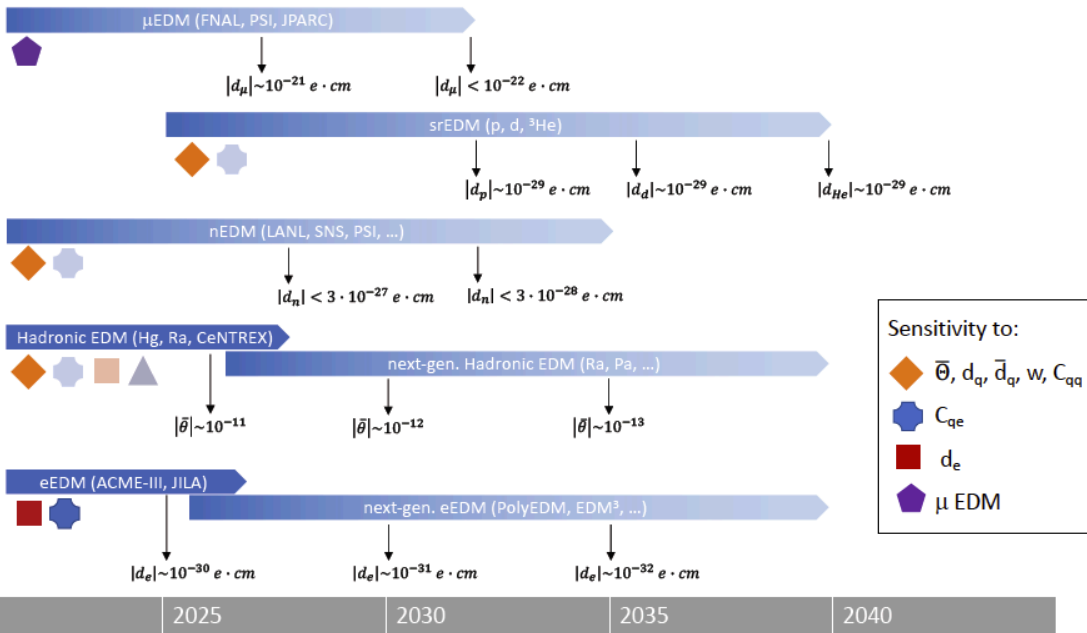 μEDM (FNAL, PSI, JPARC)
|d_μ|~10⁻²¹ e · cm
|d_μ| < 10⁻²² e · cm
srEDM (p, d, ³He)
|d_p|~10⁻²⁹ e · cm
|d_d|~10⁻²⁹ e · cm
|d_He|~10⁻²⁹ e · cm
nEDM (LANL, SNS, PSI, ...)
|d_n| < 3 · 10⁻²⁷ e · cm
|d_n| < 3 · 10⁻²⁸ e · cm
Hadronic EDM (Hg, Ra, CeNTREX)
next-gen. Hadronic EDM (Ra, Pa, ...)
|θ̄|~10⁻¹¹
|θ̄|~10⁻¹²
|θ̄|~10⁻¹³
eEDM (ACME-III, JILA)
next-gen. eEDM (PolyEDM, EDM³, ...)
|d_e|~10⁻³⁰ e · cm
|d_e|~10⁻³¹ e · cm
|d_e|~10⁻³² e · cm
2025
2030
2035
2040
Sensitivity to:
Θ̄, d_q, d̄_q, w, C_qq
C_qe
d_e
μ EDM